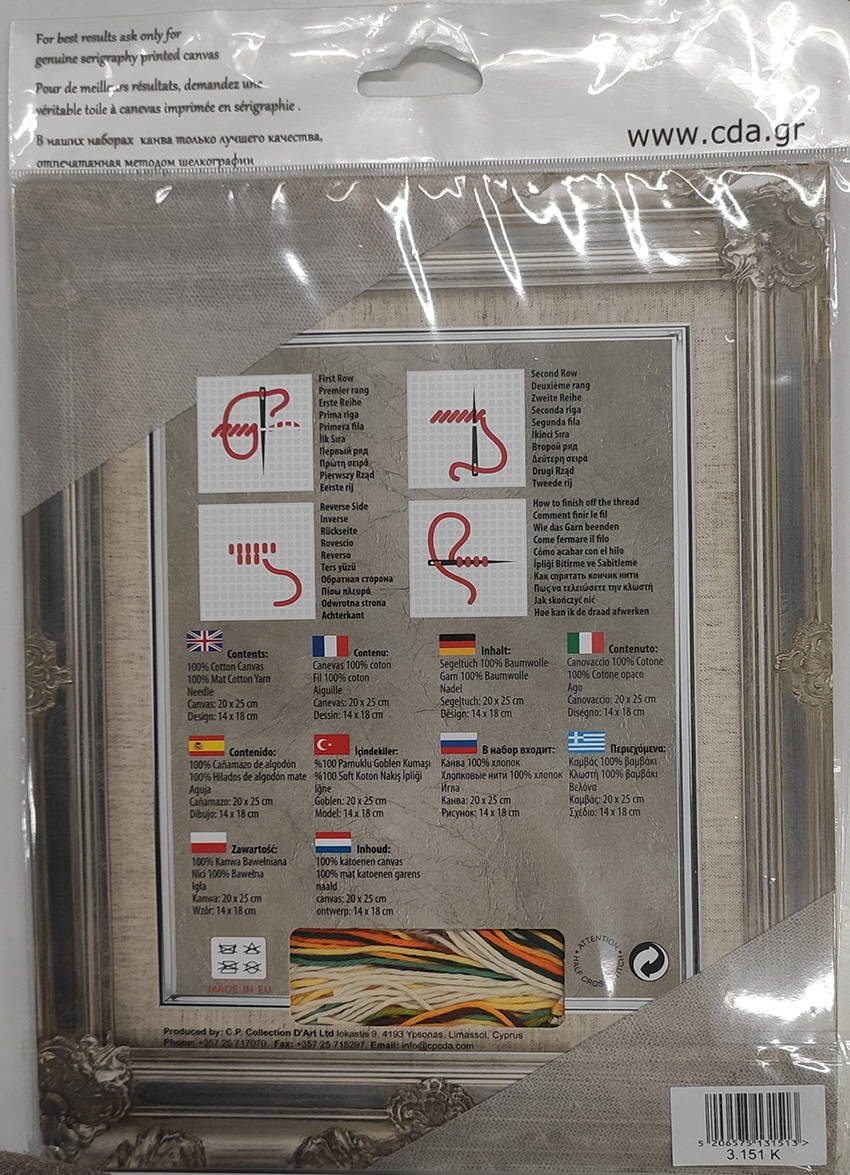 For best results ask only for
genuine serigraphy printed canvas
Pour de meilleurs résultats, demandez une
véritable toile à canevas imprimée en sérigraphie .
В наших наборах канва только лучшего качества,
отпечатанная методом шелкографии
www.cda.gr
First Row
Premier rang
Erste Reihe
Prima riga
Primera fila
İlk Sıra
Первый ряд
Πρώτη σειρά
Pierwszy Rząd
Eerste rij
Second Row
Deuxième rang
Zweite Reihe
Seconda riga
Segunda fila
İkinci Sıra
Второй ряд
Δεύτερη σειρά
Drugi Rząd
Tweede rij
Reverse Side
Inverse
Rückseite
Rovescio
Reverso
Ters yüzü
Обратная сторона
Πίσω πλευρά
Odwrotna strona
Achterkant
How to finish off the thread
Comment finir le fil
Wie das Garn beenden
Come fermare il filo
Cómo acabar con el hilo
İpliği Bitirme ve Sabitleme
Как спрятать кончик нити
Πως να τελειώσετε την κλωστή
Jak skończyć nić
Hoe kan ik de draad afwerken
Contents:
100% Cotton Canvas
100% Mat Cotton Yarn
Needle
Canvas: 20 x 25 cm
Design: 14 x 18 cm
Contenu:
Canevas 100% coton
Fil 100% coton
Aiguille
Canevas: 20 x 25 cm
Dessin: 14 x 18 cm
Inhalt:
Segeltuch 100% Baumwolle
Garn 100% Baumwolle
Nadel
Segeltuch: 20 x 25 cm
Désign: 14 x 18 cm
Contenuto:
Canovaccio 100% Cotone
100% Cotone opaco
Ago
Canovaccio: 20 x 25 cm
Disegno: 14 x 18 cm
Contenido:
100% Cañamazo de algodón
100% Hilados de algodón mate
Aguja
Cañamazo: 20 x 25 cm
Dibujo: 14 x 18 cm
İçindekiler:
%100 Pamuklu Goblen Kumaşı
%100 Soft Koton Nakış İpliği
İğne
Goblen: 20 x 25 cm
Model: 14 x 18 cm
В набор входит:
Канва 100% хлопок
Хлопковые нити 100% хлопок
Игла
Канва: 20 x 25 cm
Рисунок: 14 x 18 cm
Περιεχόμενα:
Καμβάς 100% βαμβάκι
Κλωστή 100% βαμβάκι
Βελόνα
Καμβάς: 20 x 25 cm
Σχέδιο: 14 x 18 cm
Zawartość:
100% Kanwa Bawełniana
Nici 100% Bawełna
Igła
Kanwa: 20 x 25 cm
Wzór: 14 x 18 cm
Inhoud:
100% katoenen canvas
100% mat katoenen garens
naald
canvas: 20 x 25 cm
ontwerp: 14 x 18 cm
MADE IN EU
• ATTENTION •
HALF CROSS STITCH
Produced by: C.P. Collection D'Art Ltd Iokastis 9, 4193 Ypsonas, Limassol, Cyprus
Phone: +357 25 717070, Fax: +357 25 715297, Email: info@cpcda.com
5 206575 131513 >
3.151 K